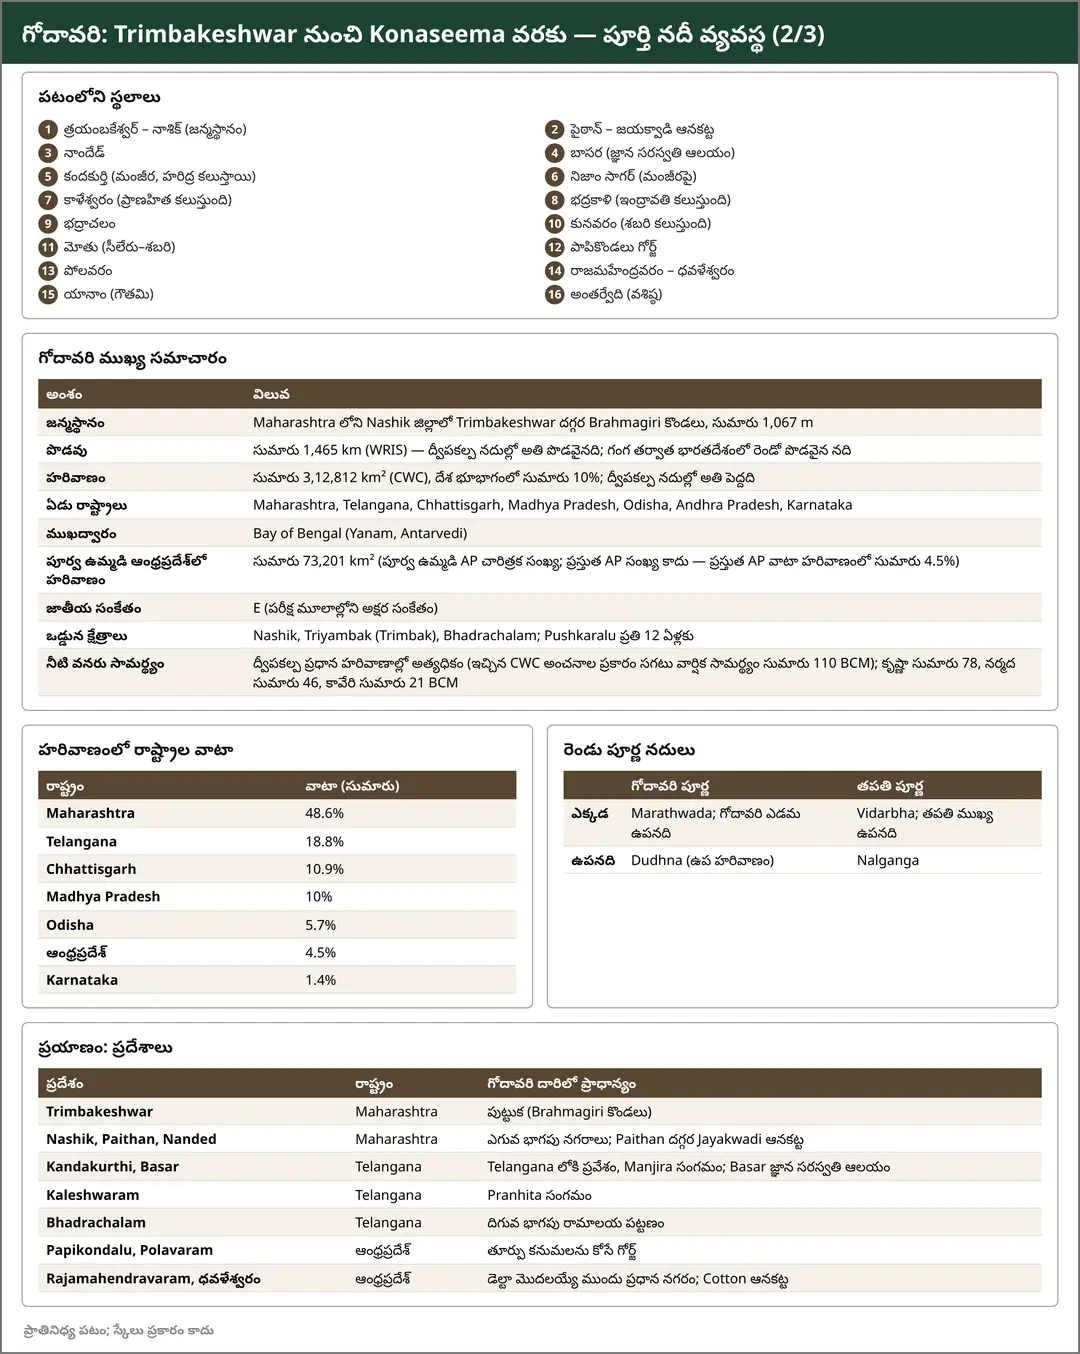 గోదావరి: Trimbakeshwar నుంచి Konaseema వరకు — పూర్తి నదీ వ్యవస్థ (2/3)
పటంలోని స్థలాలు
1 త్రయంబకేశ్వర్ – నాశిక్ (జన్మస్థానం)
2 పైఠాన్ – జయక్వాడి ఆనకట్ట
3 నాందేడ్
4 బాసర (జ్ఞాన సరస్వతి ఆలయం)
5 కందకుర్తి (మంజీర, హరిద్ర కలుస్తాయి)
6 నిజాం సాగర్ (మంజీరపై)
7 కాళేశ్వరం (ప్రాణహిత కలుస్తుంది)
8 భద్రకాళి (ఇంద్రావతి కలుస్తుంది)
9 భద్రాచలం
10 కునవరం (శబరి కలుస్తుంది)
11 మోతు (సీలేరు–శబరి)
12 పాపికొండలు గోర్జ్
13 పోలవరం
14 రాజమహేంద్రవరం – ధవళేశ్వరం
15 యానాం (గౌతమి)
16 అంతర్వేది (వశిష్ఠ)
గోదావరి ముఖ్య సమాచారం
అంశం విలువ
జన్మస్థానం Maharashtra లోని Nashik జిల్లాలో Trimbakeshwar దగ్గర Brahmagiri కొండలు, సుమారు 1,067 m
పొడవు సుమారు 1,465 km (WRIS) — ద్వీపకల్ప నదుల్లో అతి పొడవైనది; గంగ తర్వాత భారతదేశంలో రెండో పొడవైన నది
హరివాణం సుమారు 3,12,812 km² (CWC), దేశ భూభాగంలో సుమారు 10%; ద్వీపకల్ప నదుల్లో అతి పెద్దది
ఏడు రాష్ట్రాలు Maharashtra, Telangana, Chhattisgarh, Madhya Pradesh, Odisha, Andhra Pradesh, Karnataka
ముఖద్వారం Bay of Bengal (Yanam, Antarvedi)
పూర్వ ఉమ్మడి ఆంధ్రప్రదేశ్‌లో హరివాణం సుమారు 73,201 km² (పూర్వ ఉమ్మడి AP చారిత్రక సంఖ్య; ప్రస్తుత AP సంఖ్య కాదు — ప్రస్తుత AP వాటా హరివాణంలో సుమారు 4.5%)
జాతీయ సంకేతం E (పరీక్ష మూలాల్లోని అక్షర సంకేతం)
ఒడ్డున క్షేత్రాలు Nashik, Triyambak (Trimbak), Bhadrachalam; Pushkaralu ప్రతి 12 ఏళ్లకు
నీటి వనరు సామర్థ్యం ద్వీపకల్ప ప్రధాన హరివాణాల్లో అత్యధికం (ఇచ్చిన CWC అంచనాల ప్రకారం సగటు వార్షిక సామర్థ్యం సుమారు 110 BCM); కృష్ణా సుమారు 78, నర్మద
సుమారు 46, కావేరి సుమారు 21 BCM
హరివాణంలో రాష్ట్రాల వాటా
రాష్ట్రం వాటా (సుమారు)
Maharashtra 48.6%
Telangana 18.8%
Chhattisgarh 10.9%
Madhya Pradesh 10%
Odisha 5.7%
ఆంధ్రప్రదేశ్ 4.5%
Karnataka 1.4%
రెండు పూర్ణ నదులు
గోదావరి పూర్ణ తపతి పూర్ణ
ఎక్కడ Marathwada; గోదావరి ఎడమ ఉపనది Vidarbha; తపతి ముఖ్య ఉపనది
ఉపనది Dudhna (ఉప హరివాణం) Nalganga
ప్రయాణం: ప్రదేశాలు
ప్రదేశం రాష్ట్రం గోదావరి దారిలో ప్రాధాన్యం
Trimbakeshwar Maharashtra పుట్టుక (Brahmagiri కొండలు)
Nashik, Paithan, Nanded Maharashtra ఎగువ భాగపు నగరాలు; Paithan దగ్గర Jayakwadi ఆనకట్ట
Kandakurthi, Basar Telangana Telangana లోకి ప్రవేశం, Manjira సంగమం; Basar జ్ఞాన సరస్వతి ఆలయం
Kaleshwaram Telangana Pranhita సంగమం
Bhadrachalam Telangana దిగువ భాగపు రామాలయ పట్టణం
Papikondalu, Polavaram ఆంధ్రప్రదేశ్ తూర్పు కనుమలను కోసే గోర్జ్
Rajamahendravaram, ధవళేశ్వరం ఆంధ్రప్రదేశ్ డెల్టా మొదలయ్యే ముందు ప్రధాన నగరం; Cotton ఆనకట్ట
ప్రాతినిధ్య పటం; స్కేలు ప్రకారం కాదు